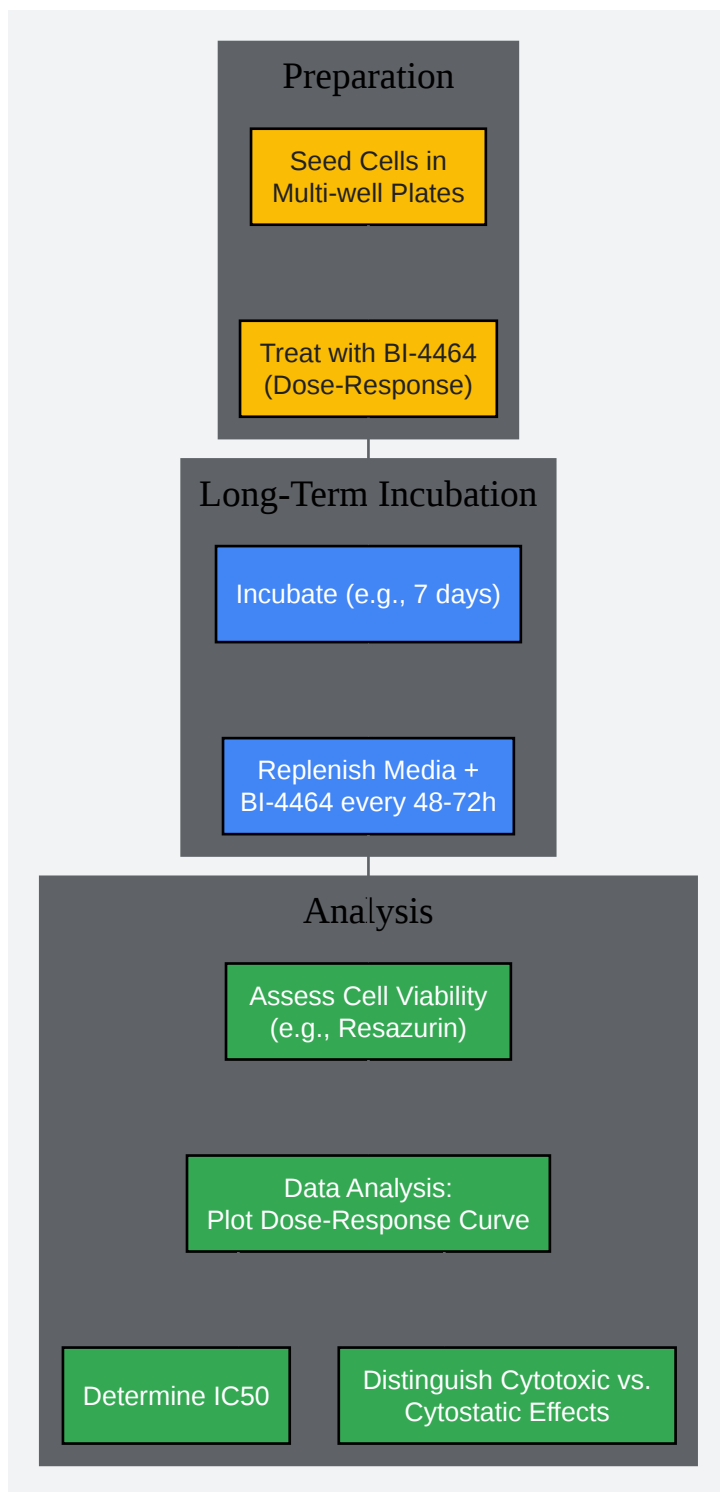 Preparation
Seed Cells in
Multi-well Plates
Treat with BI-4464
(Dose-Response)
Long-Term Incubation
Incubate (e.g., 7 days)
Replenish Media +
BI-4464 every 48-72h
Analysis
Assess Cell Viability
(e.g., Resazurin)
Data Analysis:
Plot Dose-Response Curve
Determine IC50
Distinguish Cytotoxic vs.
Cytostatic Effects